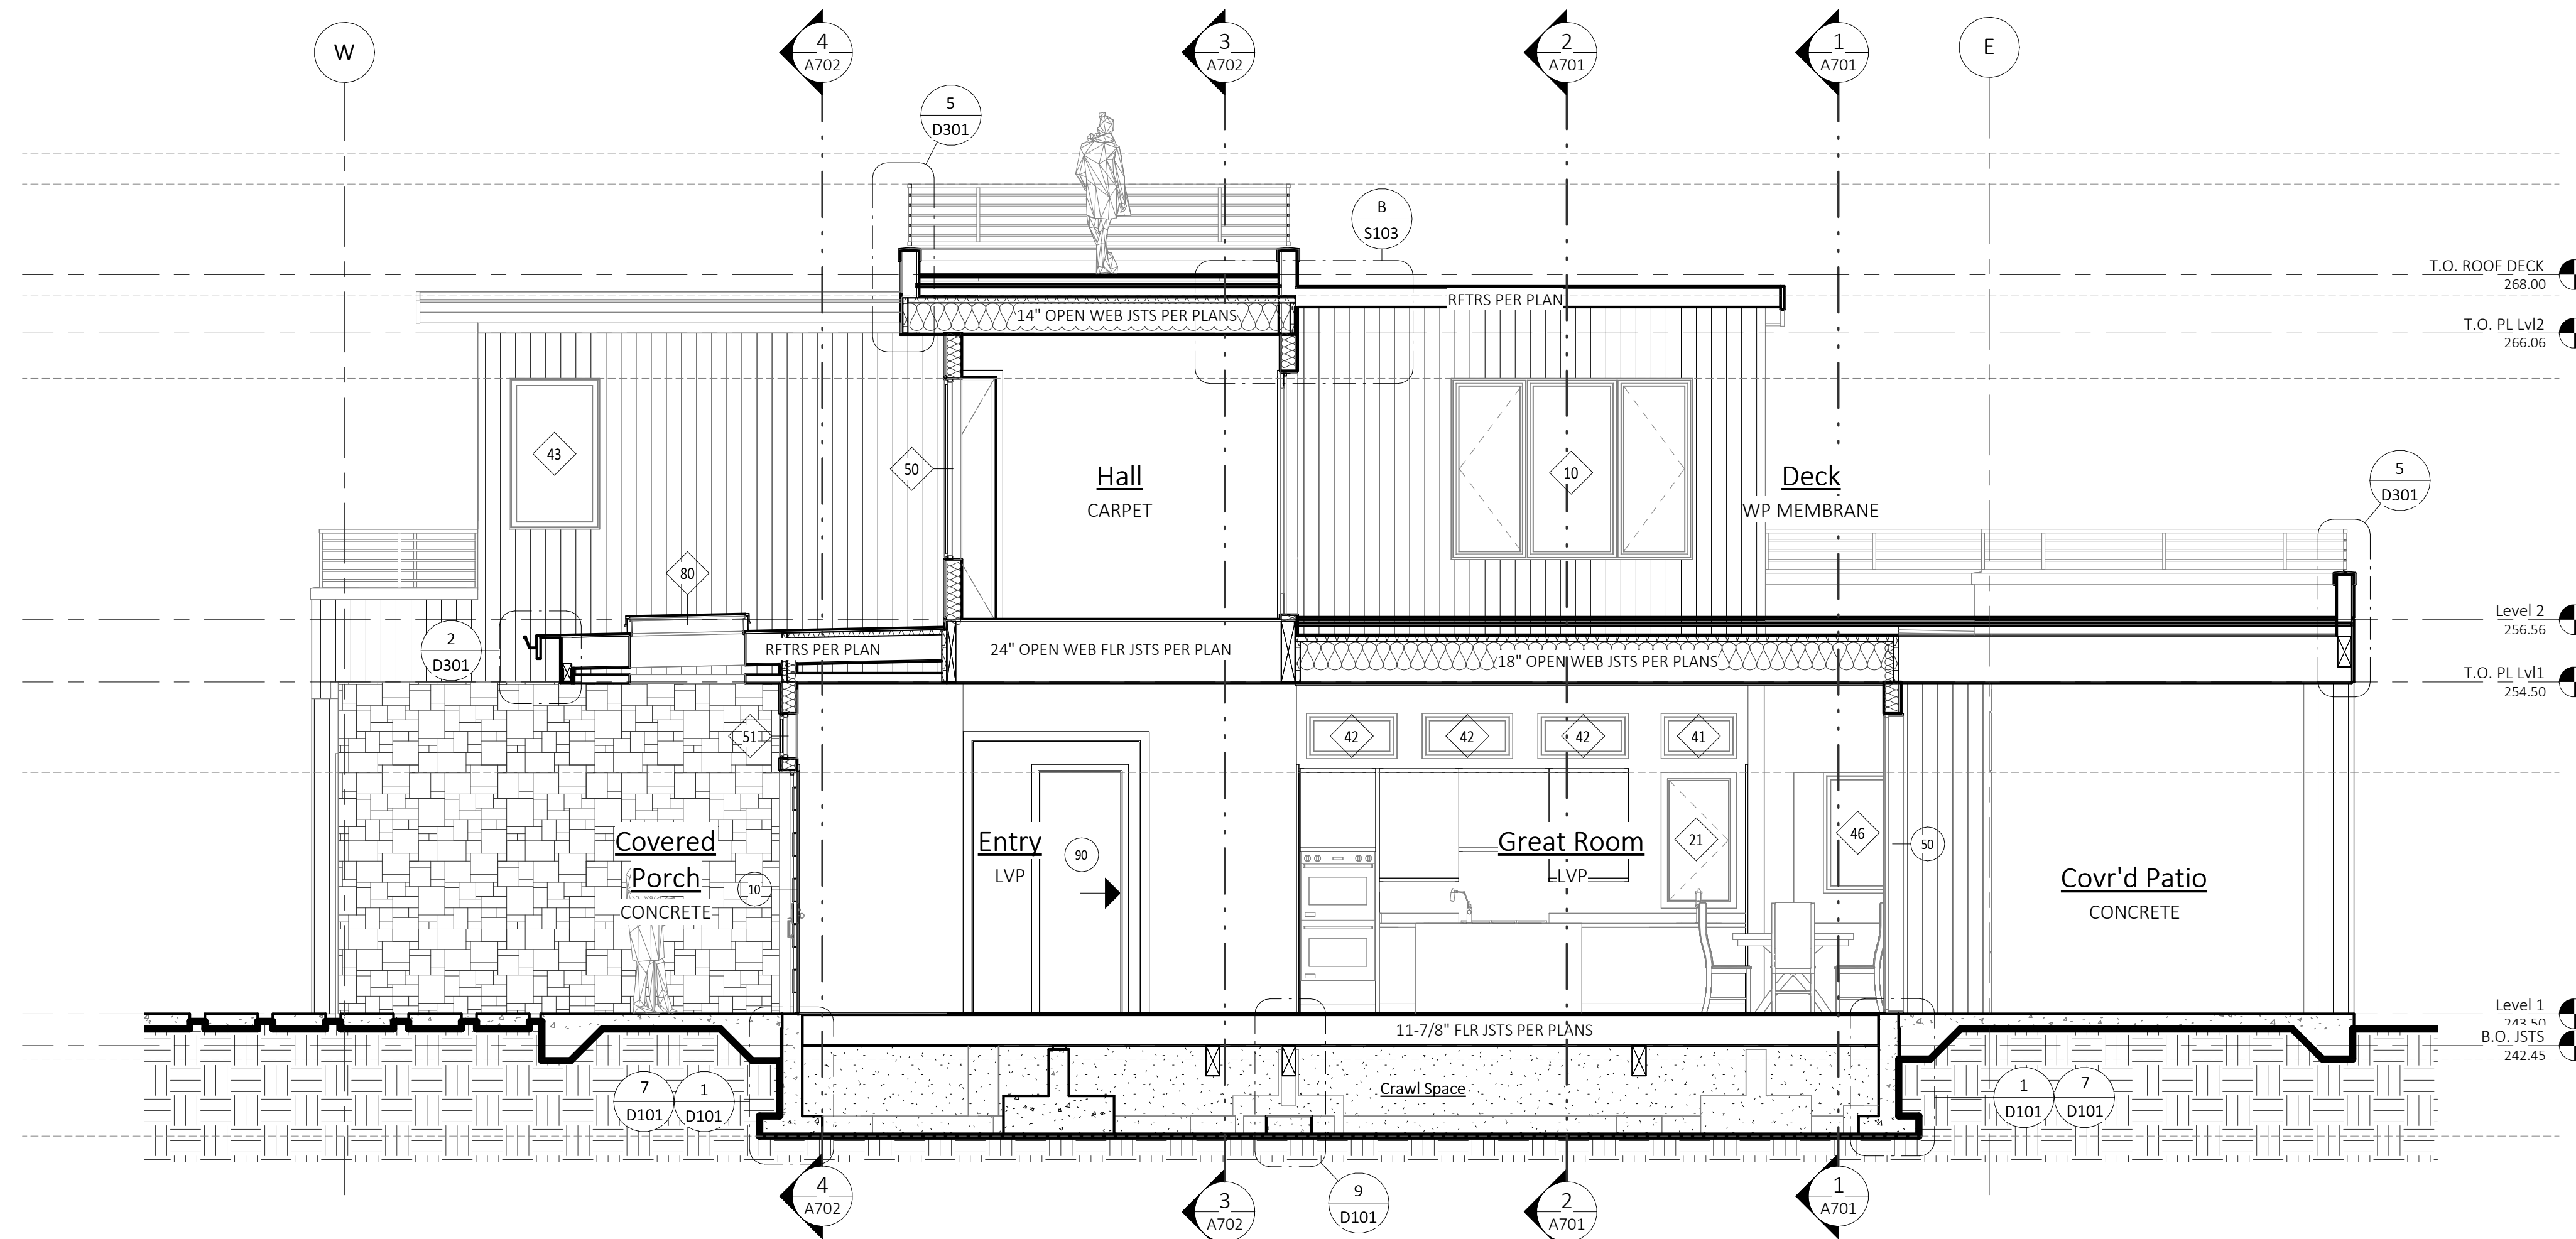 W
4
A702
3
A702
2
A701
1
A701
E
5
D301
B
S103
T.O. ROOF DECK
268.00
RFTRS PER PLAN
14" OPEN WEB JSTS PER PLANS
T.O. PL Lvl2
266.06
43
50
Hall
CARPET
10
Deck
WP MEMBRANE
5
D301
80
2
D301
RFTRS PER PLAN
24" OPEN WEB FLR JSTS PER PLAN
18" OPEN WEB JSTS PER PLANS
Level 2
256.56
T.O. PL Lvl1
254.50
51
42
42
42
41
Covered
Porch
CONCRETE
10
Entry
LVP
90
Great Room
LVP
21
46
50
Covr'd Patio
CONCRETE
11-7/8" FLR JSTS PER PLANS
Level 1
243.50
B.O. JSTS
242.45
Crawl Space
7
D101
1
D101
1
D101
7
D101
4
A702
3
A702
9
D101
2
A701
1
A701